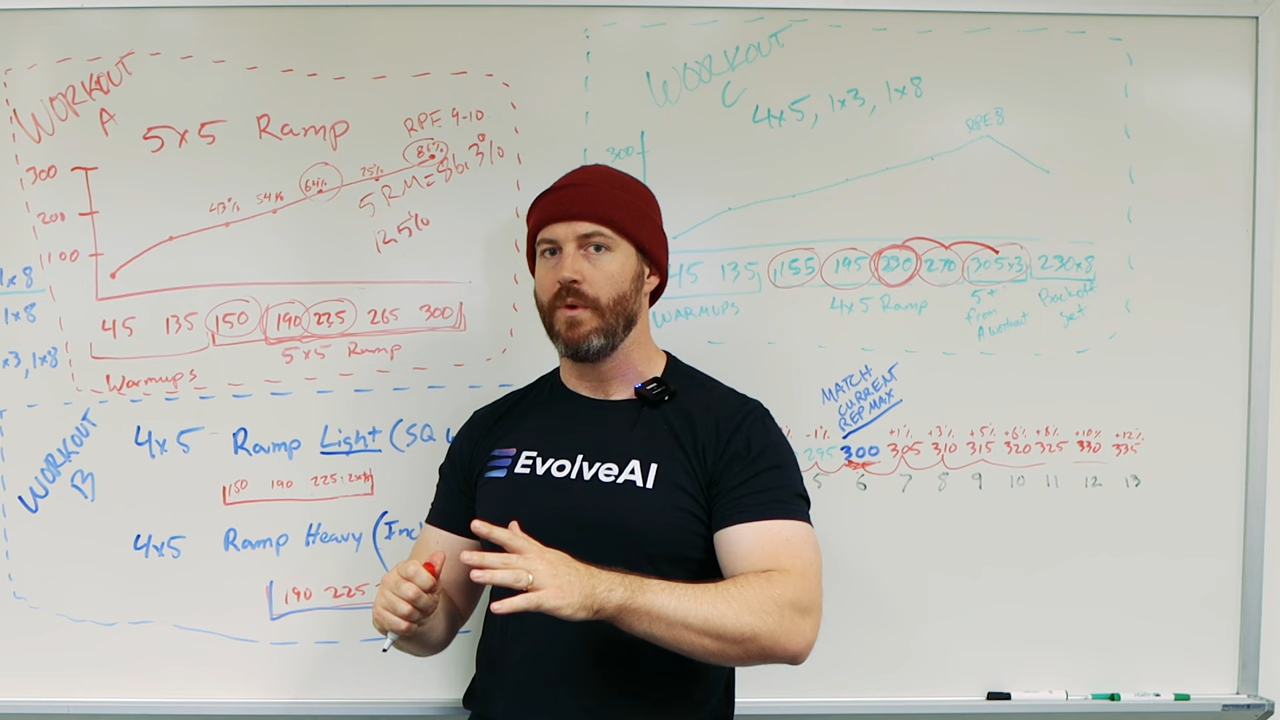 WORKOUT
A
5x5 Ramp
RPE 9-10
300
200
100
43%
54%
64%
75%
86%
5RM = 86.3%
12.5%
45 135 150 190 225 265 300
Warmups
5x5 Ramp
1x8
1x8
x3, 1x8
WORKOUT
B
4x5 Ramp Light (SQ
150 190 225
4x5 Ramp Heavy (Inc
190 225
WORKOUT
C
4x5, 1x3, 1x8
RPE 8
300
45 135 155 195 230 270 305x3 230x8
WARMUPS
4x5 Ramp
5+
from
A workout
Backoff
set
MATCH
CURRENT
REP MAX
% -1% +1% +3% +5% +6% +8% +10% +12%
295 300 305 310 315 320 325 330 335
5 6 7 8 9 10 11 12 13
EvolveAI